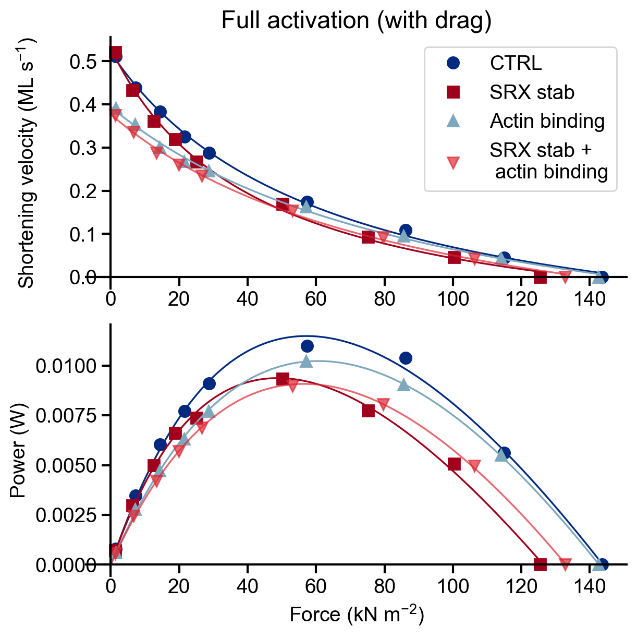 Full activation (with drag)
Shortening velocity (ML s⁻¹)
0.5
0.4
0.3
0.2
0.1
0.0
0 20 40 60 80 100 120 140
CTRL
SRX stab
Actin binding
SRX stab +
actin binding
Power (W)
0.0100
0.0075
0.0050
0.0025
0.0000
0 20 40 60 80 100 120 140
Force (kN m⁻²)